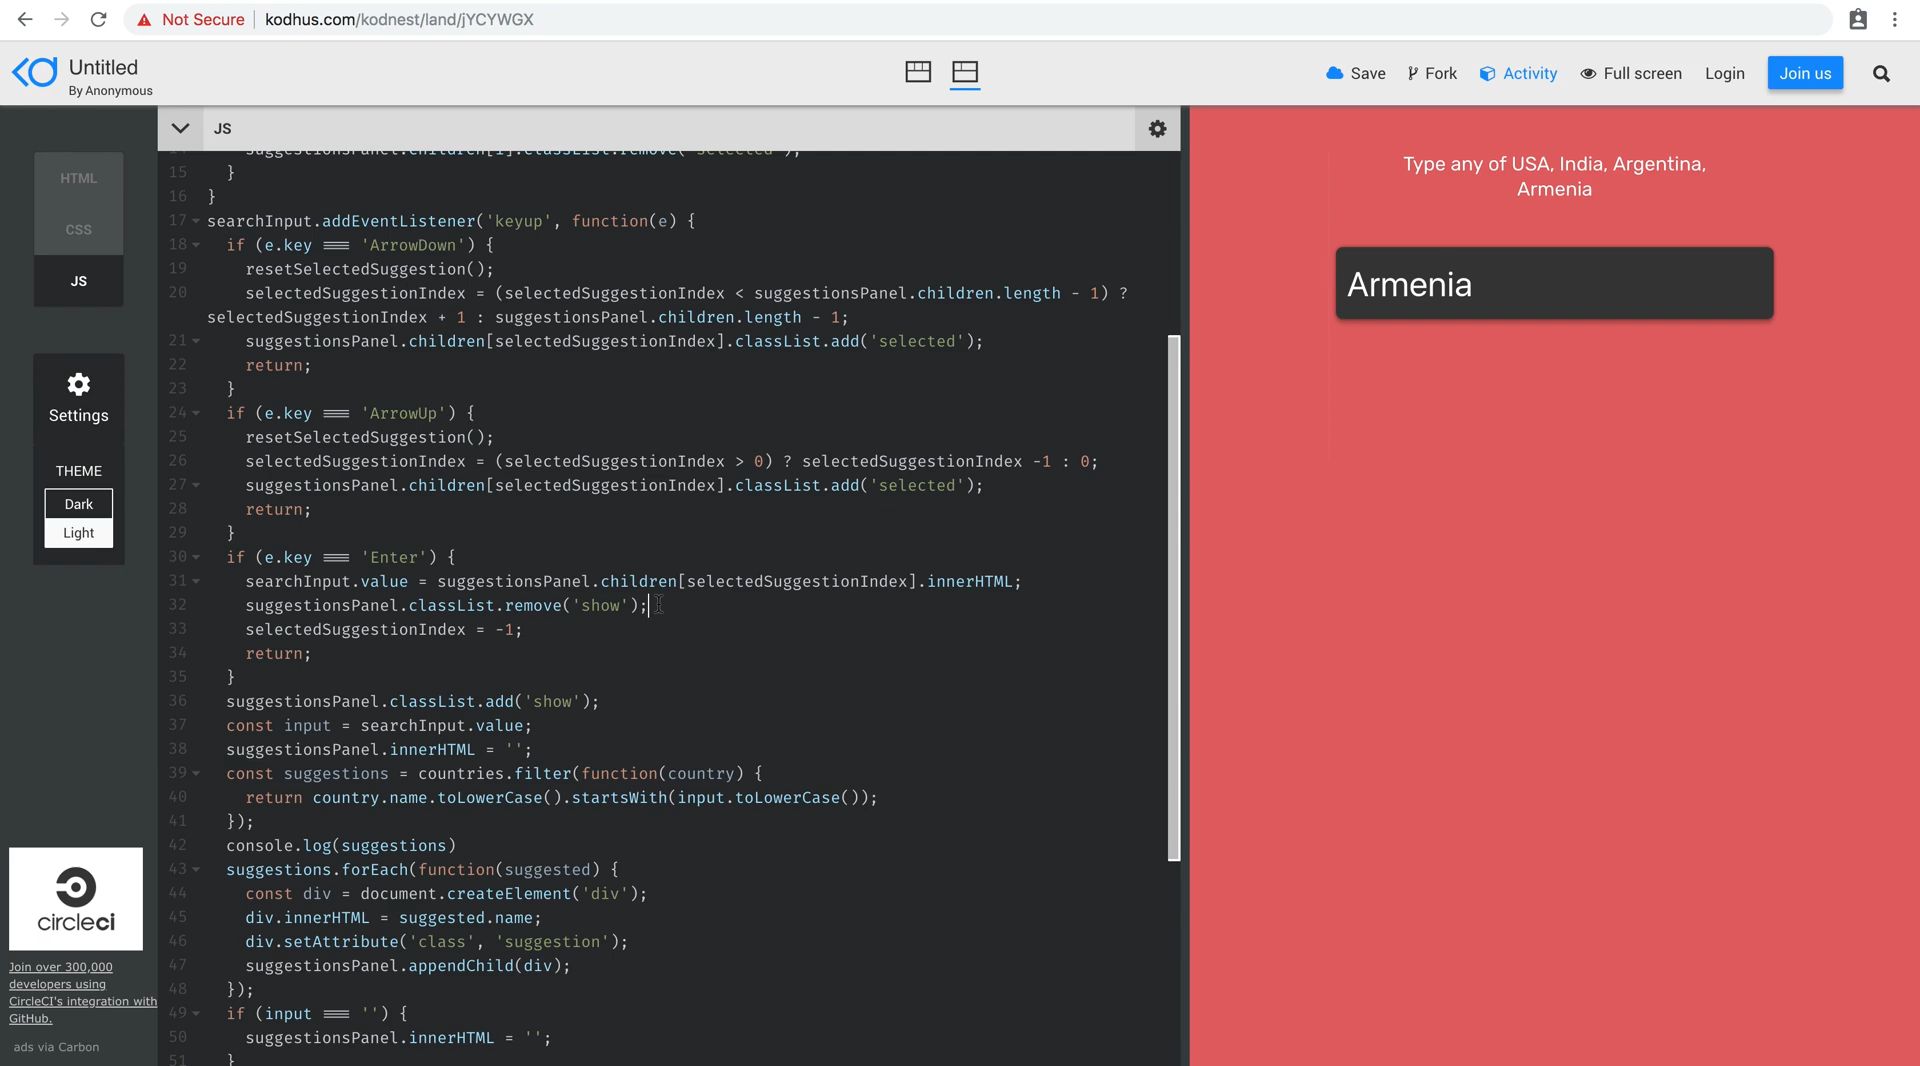 Not Secure kodhus.com/kodnest/land/jYCYWGX
Untitled
By Anonymous
Save Fork Activity Full screen Login Join us
JS
HTML
CSS
JS
Settings
THEME
Dark
Light
circleci
Join over 300,000
developers using
CircleCI's integration with
GitHub.
ads via Carbon
suggestionsPanel.children[i].classList.remove('selected');
15 }
16 }
17 searchInput.addEventListener('keyup', function(e) {
18 if (e.key === 'ArrowDown') {
19 resetSelectedSuggestion();
20 selectedSuggestionIndex = (selectedSuggestionIndex < suggestionsPanel.children.length - 1) ?
selectedSuggestionIndex + 1 : suggestionsPanel.children.length - 1;
21 suggestionsPanel.children[selectedSuggestionIndex].classList.add('selected');
22 return;
23 }
24 if (e.key === 'ArrowUp') {
25 resetSelectedSuggestion();
26 selectedSuggestionIndex = (selectedSuggestionIndex > 0) ? selectedSuggestionIndex -1 : 0;
27 suggestionsPanel.children[selectedSuggestionIndex].classList.add('selected');
28 return;
29 }
30 if (e.key === 'Enter') {
31 searchInput.value = suggestionsPanel.children[selectedSuggestionIndex].innerHTML;
32 suggestionsPanel.classList.remove('show');
33 selectedSuggestionIndex = -1;
34 return;
35 }
36 suggestionsPanel.classList.add('show');
37 const input = searchInput.value;
38 suggestionsPanel.innerHTML = '';
39 const suggestions = countries.filter(function(country) {
40 return country.name.toLowerCase().startsWith(input.toLowerCase());
41 });
42 console.log(suggestions)
43 suggestions.forEach(function(suggested) {
44 const div = document.createElement('div');
45 div.innerHTML = suggested.name;
46 div.setAttribute('class', 'suggestion');
47 suggestionsPanel.appendChild(div);
48 });
49 if (input === '') {
50 suggestionsPanel.innerHTML = '';
51 }
Type any of USA, India, Argentina,
Armenia
Armenia